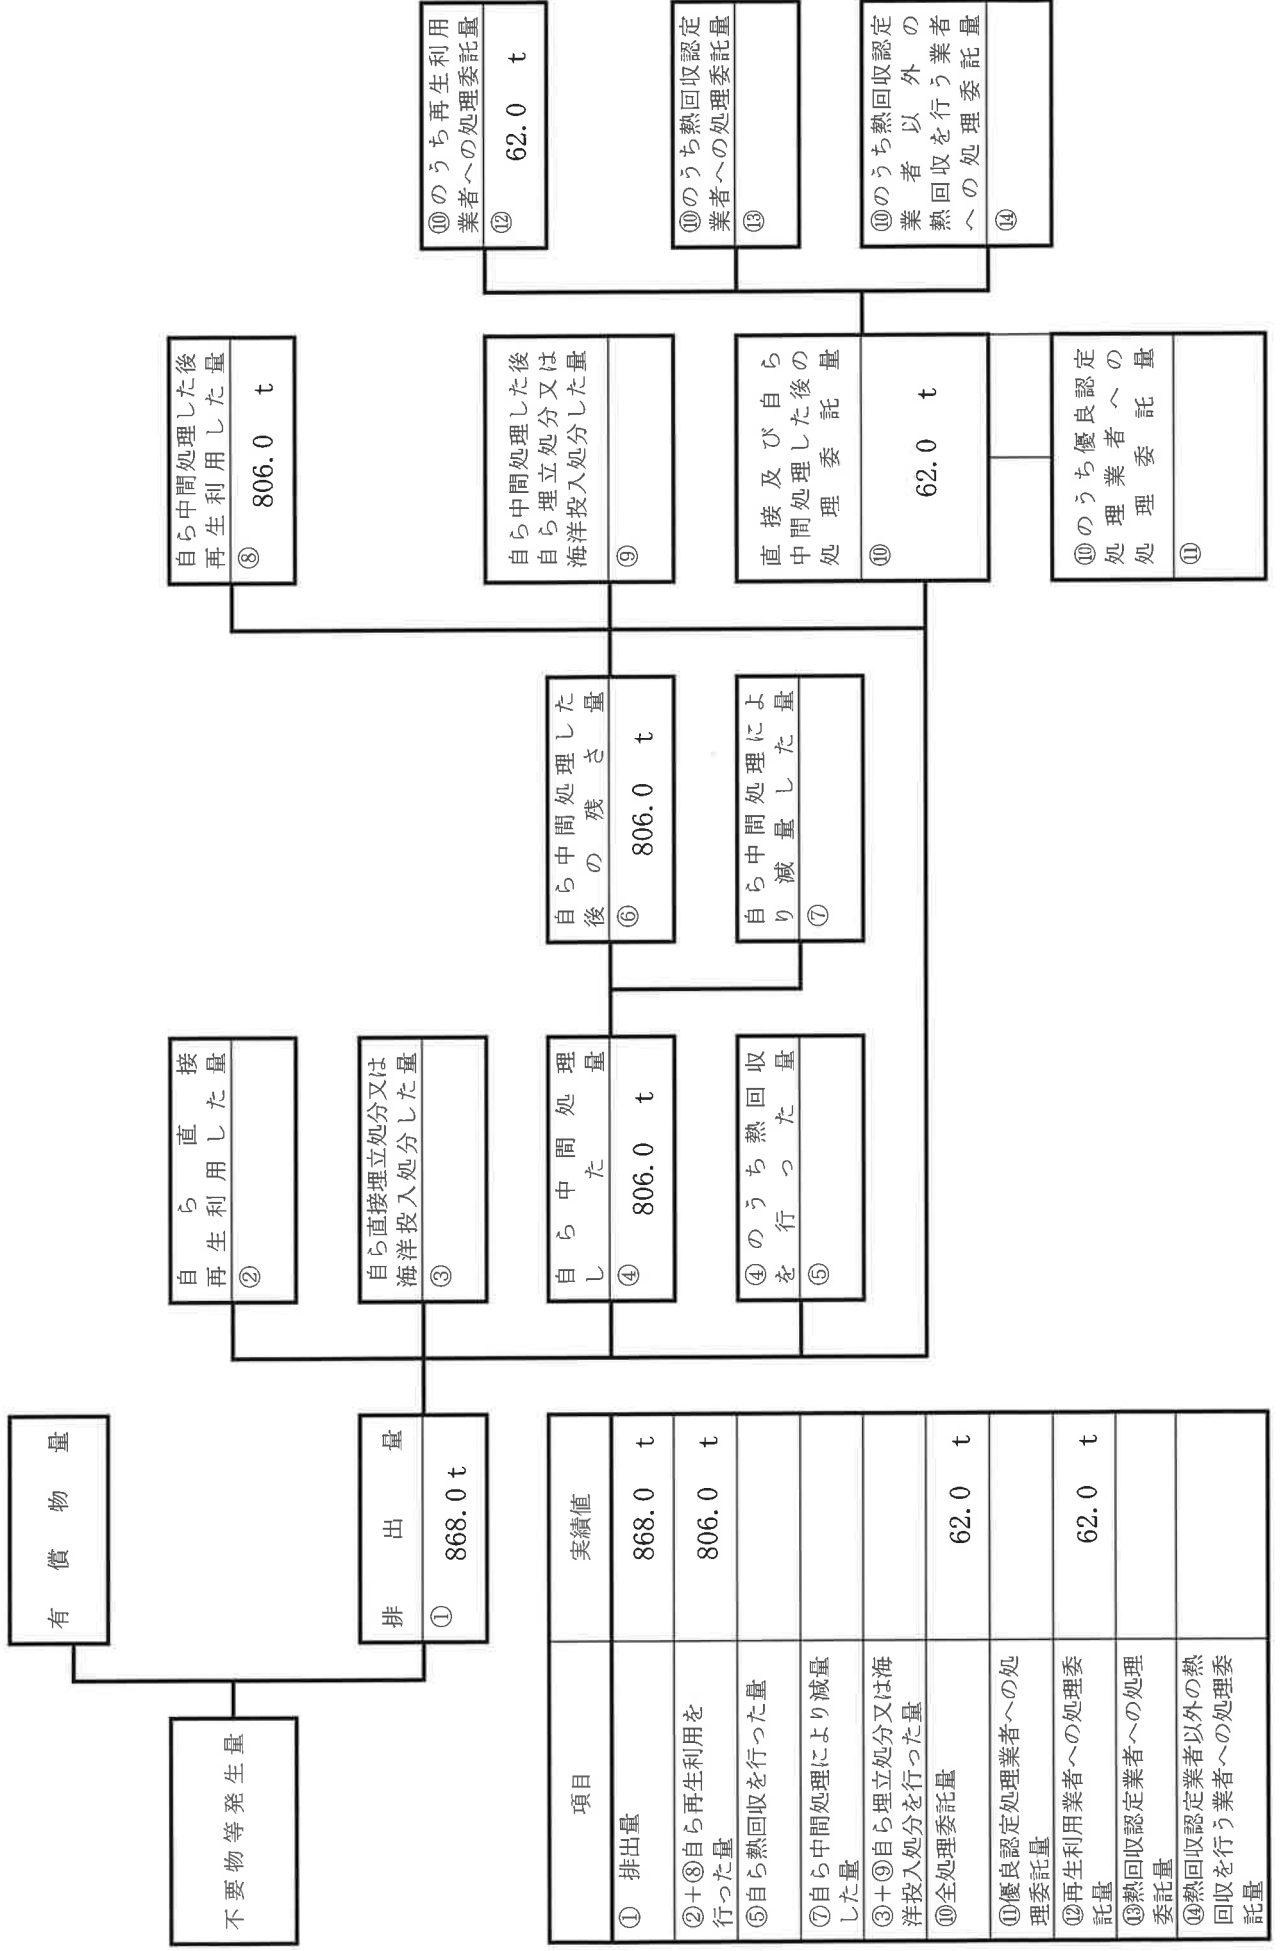 不要物等発生量
有償物量
排出量
① 868.0 t
自ら直接
再生利用した量
②
自ら直接埋立処分又は
海洋投入処分した量
③
自ら中間処理
した量
④ 806.0 t
④のうち熱回収
を行った量
⑤
自ら中間処理した
後の残さ量
⑥ 806.0 t
自ら中間処理によ
り減量した量
⑦
自ら中間処理した後
再生利用した量
⑧ 806.0 t
自ら中間処理した後
自ら埋立処分又は
海洋投入処分した量
⑨
直接及び自ら
中間処理した後の
処理委託量
⑩ 62.0 t
⑩のうち優良認定
処理業者への
処理委託量
⑪
⑩のうち再生利用
業者への処理委託量
⑫ 62.0 t
⑩のうち熱回収認定
業者への処理委託量
⑬
⑩のうち熱回収認定
業者以外の
熱回収を行う業者
への処理委託量
⑭
項目 実績値
① 排出量 868.0 t
②+⑧自ら再生利用を
行った量 806.0 t
⑤自ら熱回収を行った量
⑦自ら中間処理により減量
した量
③+⑨自ら埋立処分又は海
洋投入処分を行った量
⑩全処理委託量 62.0 t
⑪優良認定処理業者への処
理委託量
⑫再生利用業者への処理委
託量 62.0 t
⑬熱回収認定業者への処理
委託量
⑭熱回収認定業者以外の熱
回収を行う業者への処理委
託量